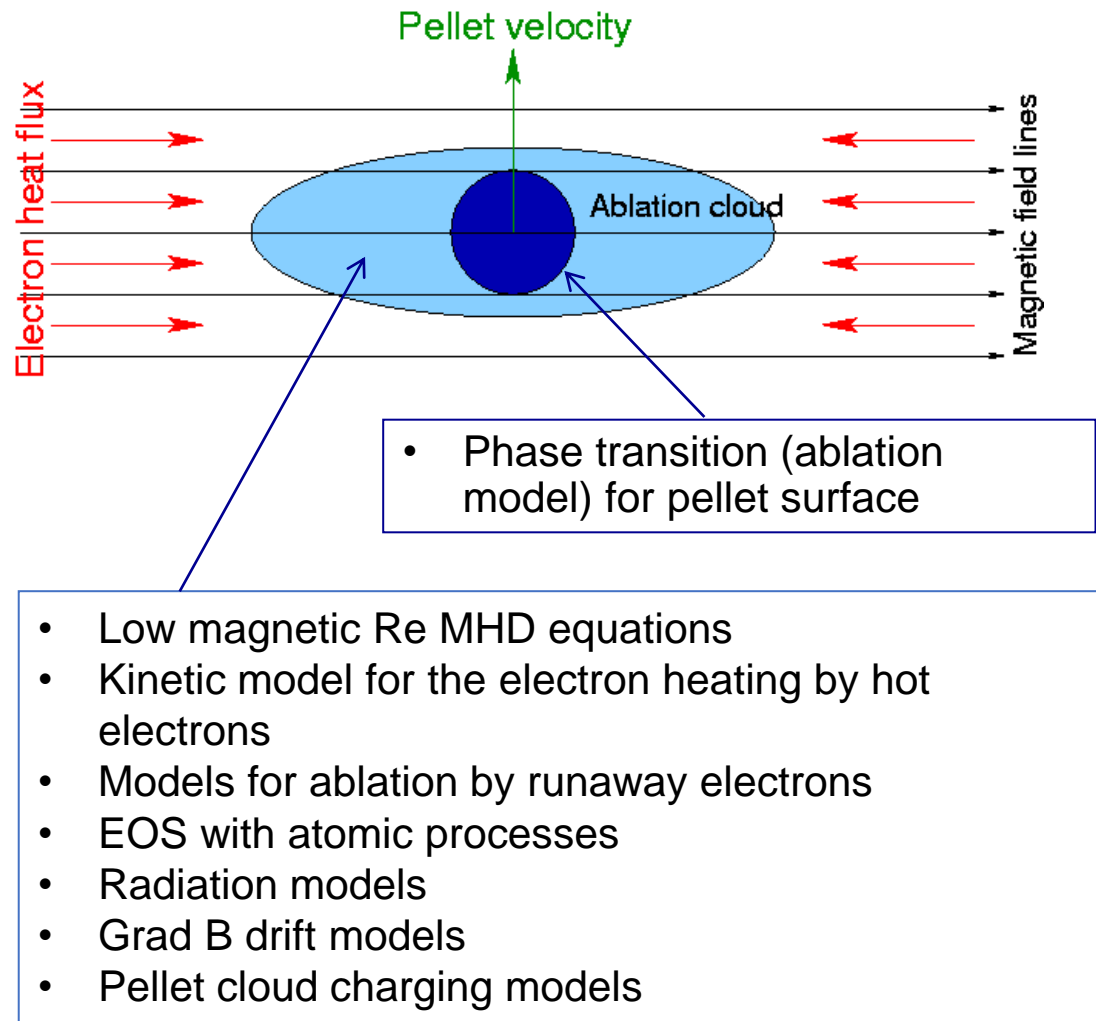 Pellet velocity
Electron heat flux
Ablation cloud
Magnetic field lines
• Phase transition (ablation
model) for pellet surface
• Low magnetic Re MHD equations
• Kinetic model for the electron heating by hot
electrons
• Models for ablation by runaway electrons
• EOS with atomic processes
• Radiation models
• Grad B drift models
• Pellet cloud charging models